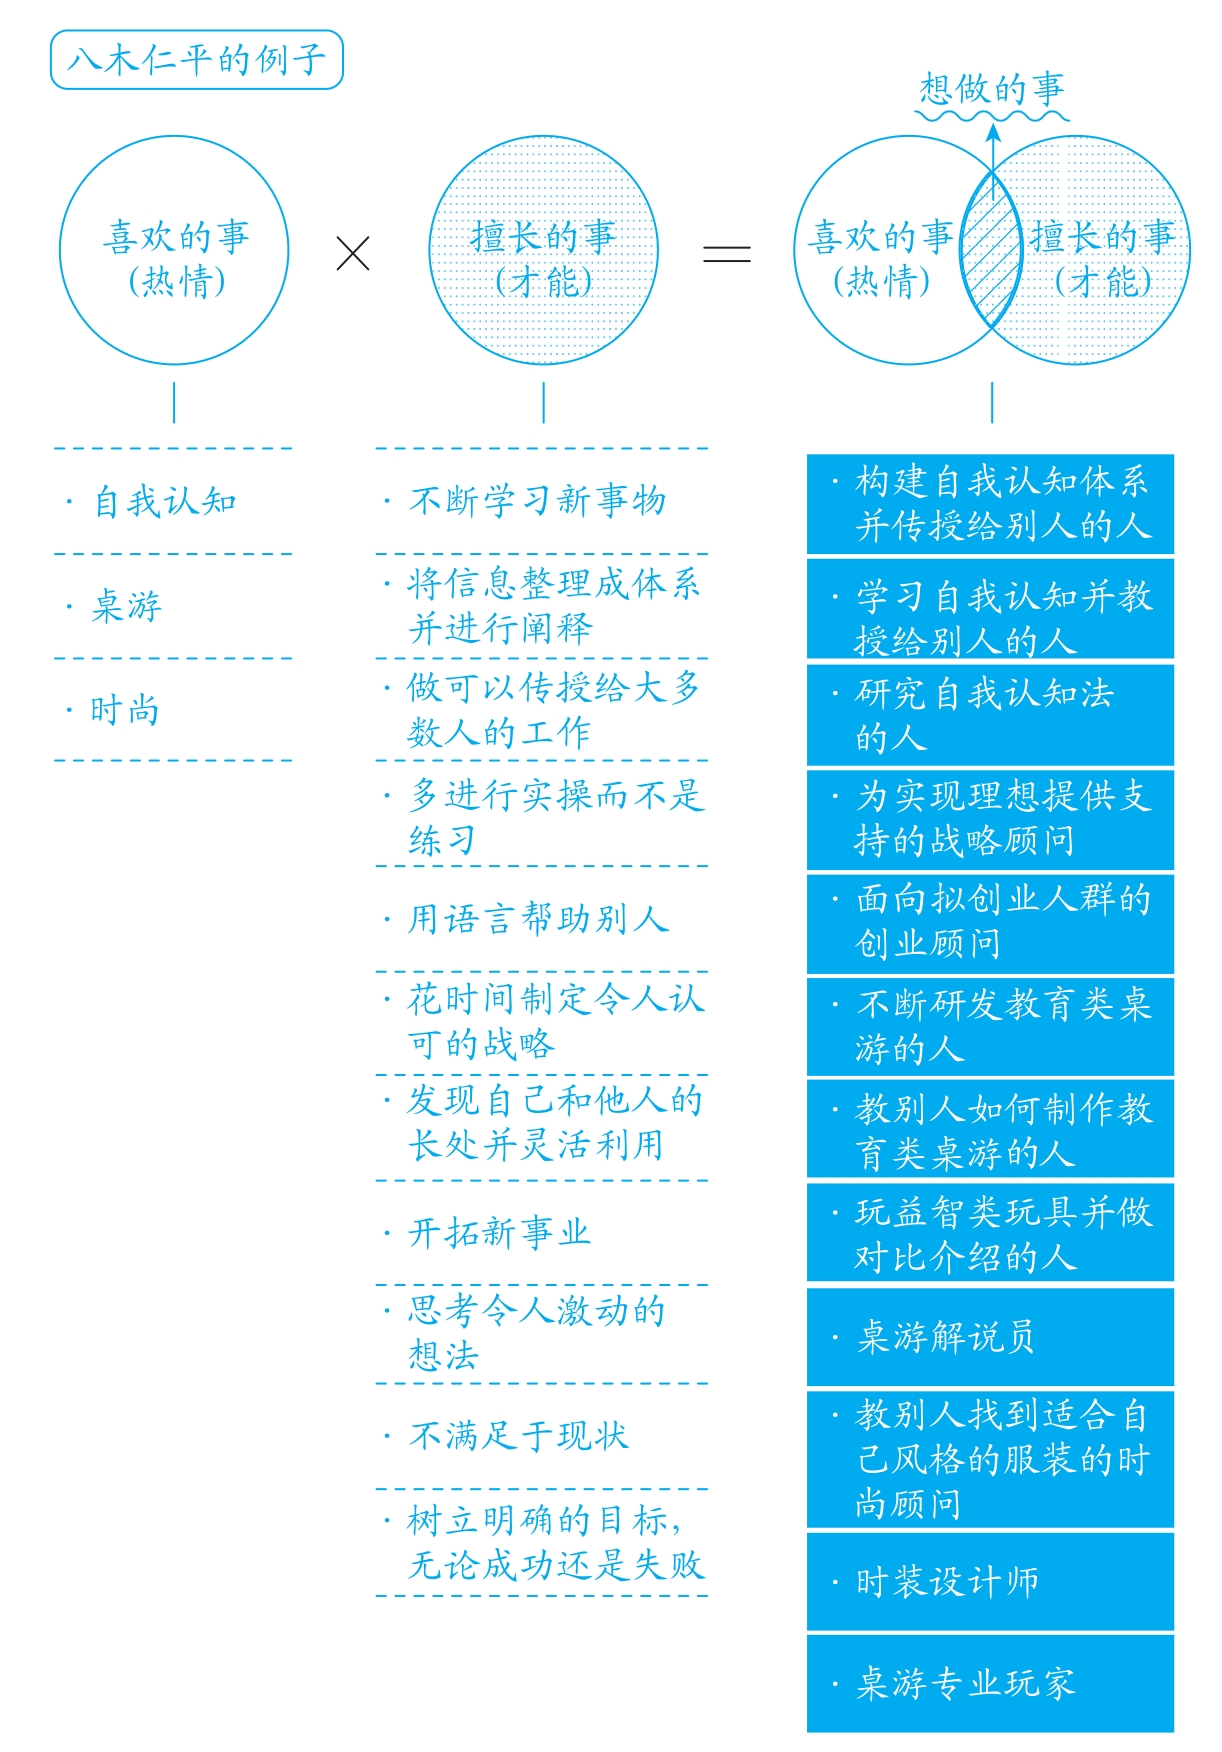 八木仁平的例子
想做的事
喜欢的事
(热情)
×
擅长的事
(才能)
=
喜欢的事
(热情)
擅长的事
(才能)
· 自我认知
· 桌游
· 时尚
· 不断学习新事物
· 将信息整理成体系
并进行阐释
· 做可以传授给大多
数人的工作
· 多进行实操而不是
练习
· 用语言帮助别人
· 花时间制定令人认
可的战略
· 发现自己和他人的
长处并灵活利用
· 开拓新事业
· 思考令人激动的
想法
· 不满足于现状
· 树立明确的目标，
无论成功还是失败
· 构建自我认知体系
并传授给别人的人
· 学习自我认知并教
授给别人的人
· 研究自我认知法
的人
· 为实现理想提供支
持的战略顾问
· 面向拟创业人群的
创业顾问
· 不断研发教育类桌
游的人
· 教别人如何制作教
育类桌游的人
· 玩益智类玩具并做
对比介绍的人
· 桌游解说员
· 教别人找到适合自
己风格的服装的时
尚顾问
· 时装设计师
· 桌游专业玩家